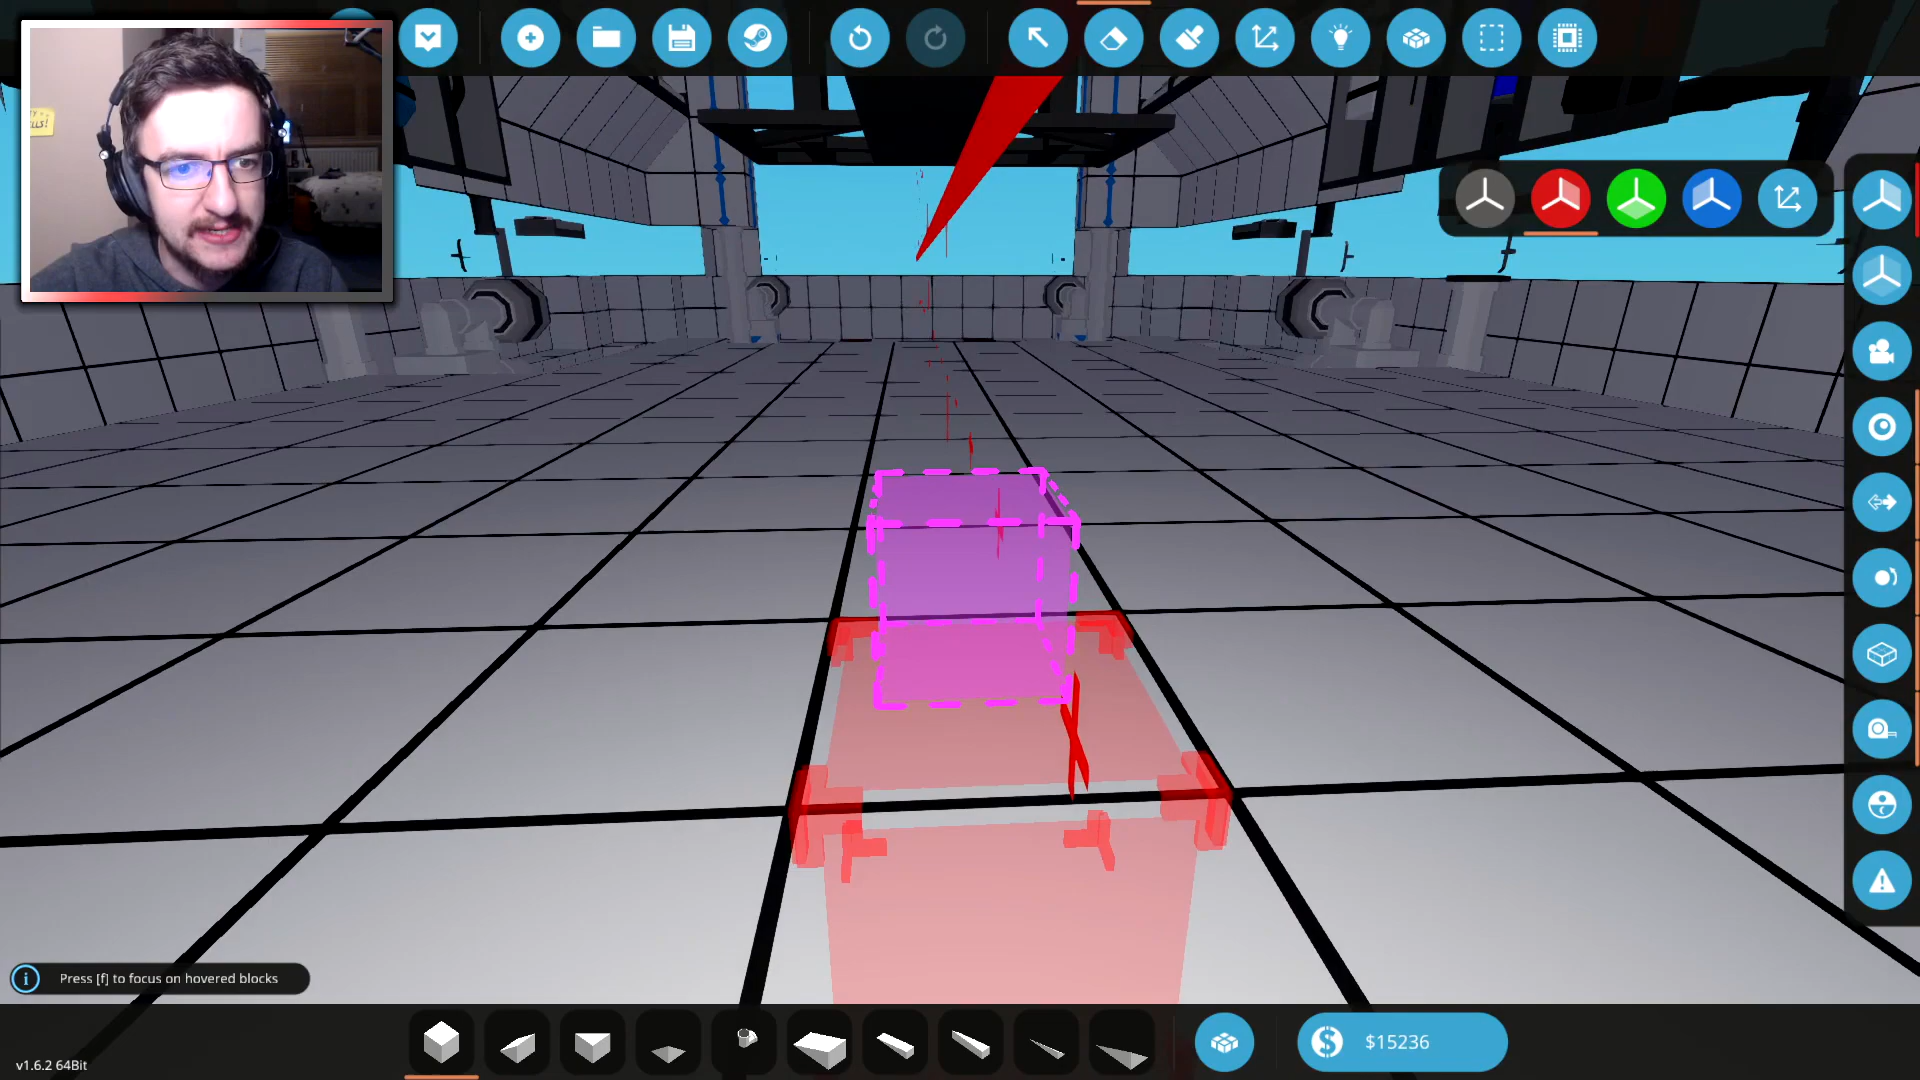 Press [f] to focus on hovered blocks
$15236
v1.6.2 64Bit